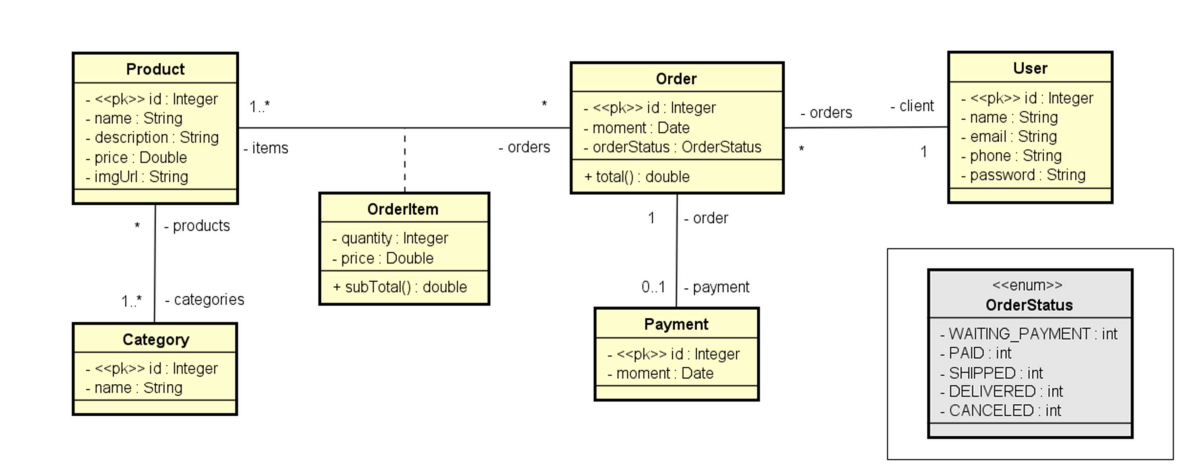 Product
- <<pk>> id : Integer
- name : String
- description : String
- price : Double
- imgUrl : String
1..*
- items
*
- orders
OrderItem
- quantity : Integer
- price : Double
+ subTotal() : double
Order
- <<pk>> id : Integer
- moment : Date
- orderStatus : OrderStatus
+ total() : double
- orders
*
- client
1
User
- <<pk>> id : Integer
- name : String
- email : String
- phone : String
- password : String
*
- products
1..*
- categories
Category
- <<pk>> id : Integer
- name : String
1
- order
0..1
- payment
Payment
- <<pk>> id : Integer
- moment : Date
<<enum>>
OrderStatus
- WAITING_PAYMENT : int
- PAID : int
- SHIPPED : int
- DELIVERED : int
- CANCELED : int